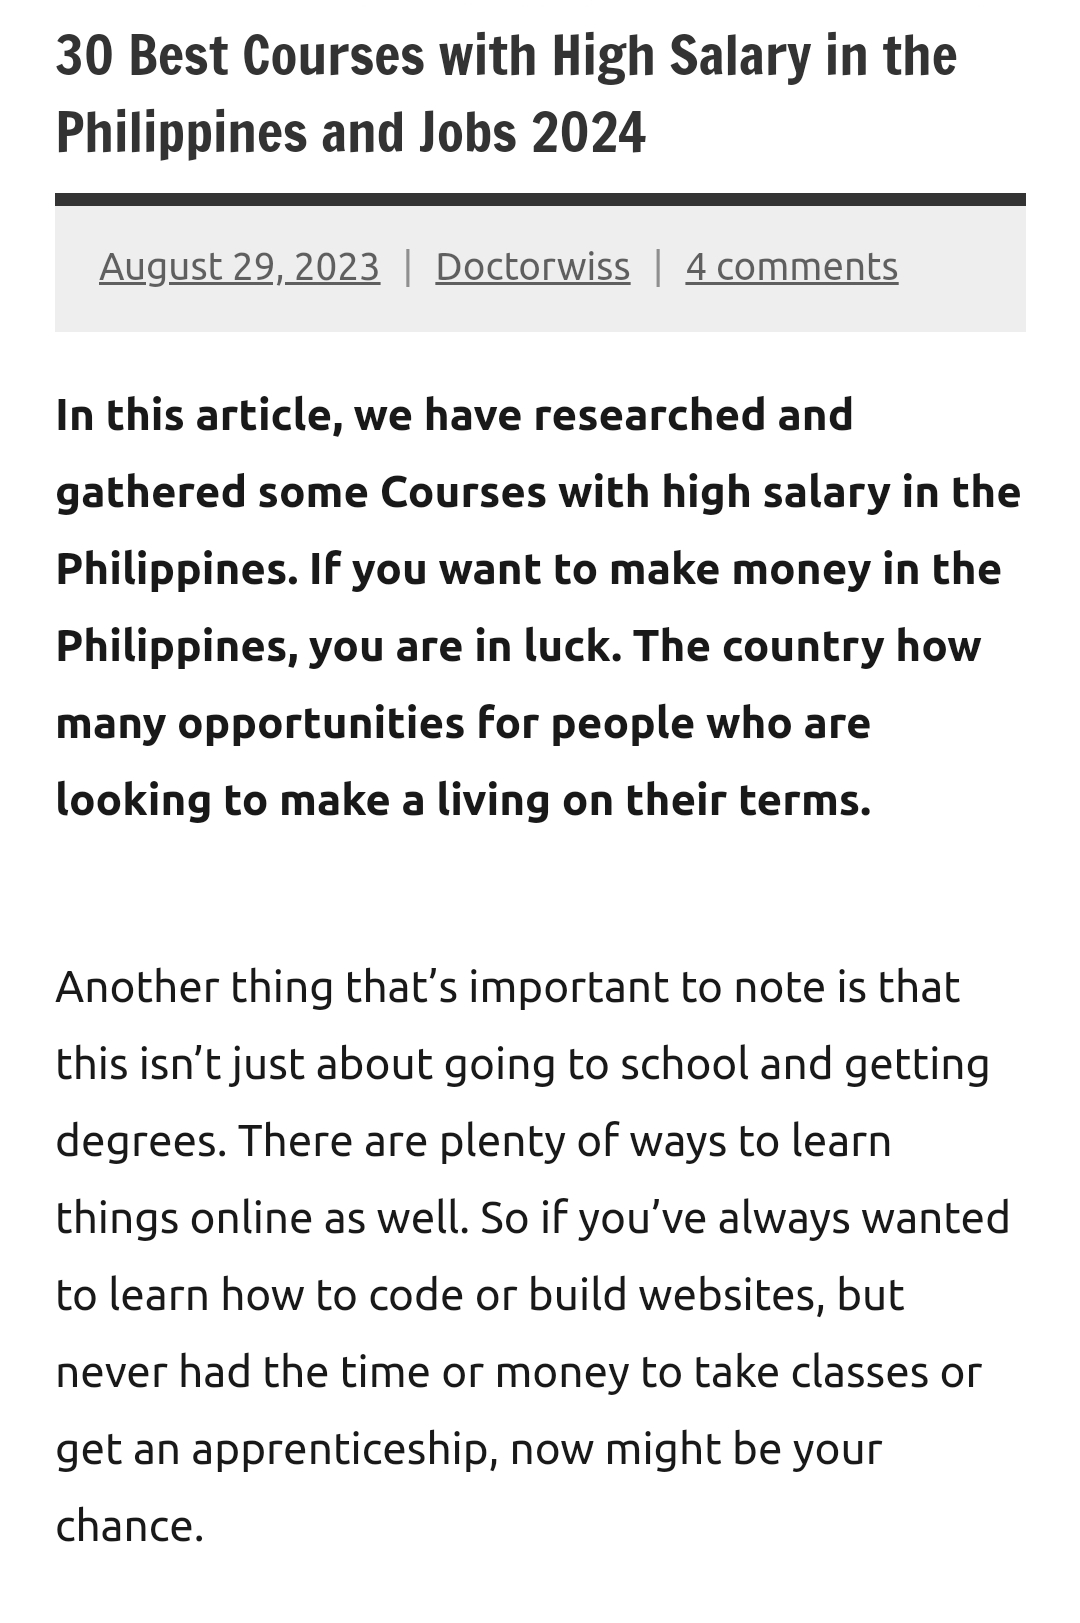 30 Best Courses with High Salary in the
Philippines and Jobs 2024
August 29, 2023 | Doctorwiss | 4 comments
In this article, we have researched and
gathered some Courses with high salary in the
Philippines. If you want to make money in the
Philippines, you are in luck. The country how
many opportunities for people who are
looking to make a living on their terms.
Another thing that’s important to note is that
this isn’t just about going to school and getting
degrees. There are plenty of ways to learn
things online as well. So if you’ve always wanted
to learn how to code or build websites, but
never had the time or money to take classes or
get an apprenticeship, now might be your
chance.